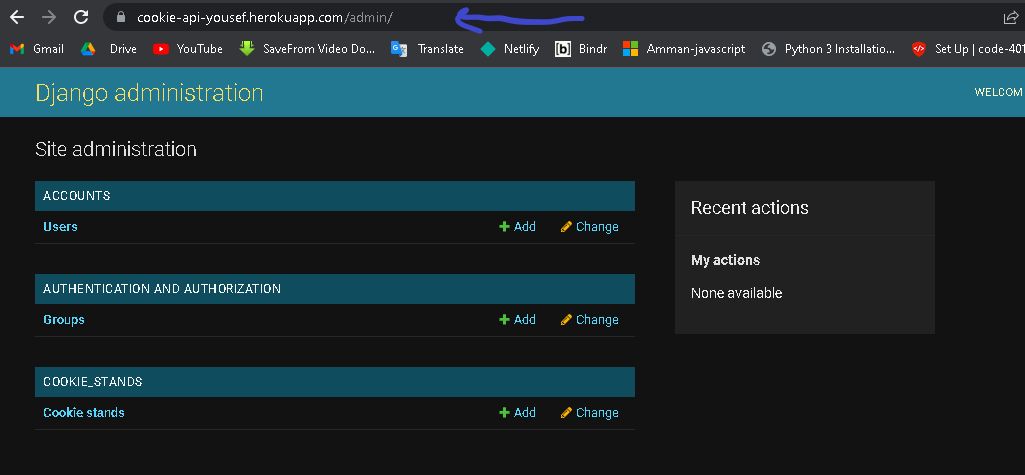 cookie-api-yousef.herokuapp.com/admin/
Gmail Drive YouTube SaveFrom Video Do... Translate Netlify Bindr Amman-javascript Python 3 Installatio... Set Up | code-401
Django administration
WELCOM
Site administration
ACCOUNTS
Users Add Change
AUTHENTICATION AND AUTHORIZATION
Groups Add Change
COOKIE_STANDS
Cookie stands Add Change
Recent actions
My actions
None available